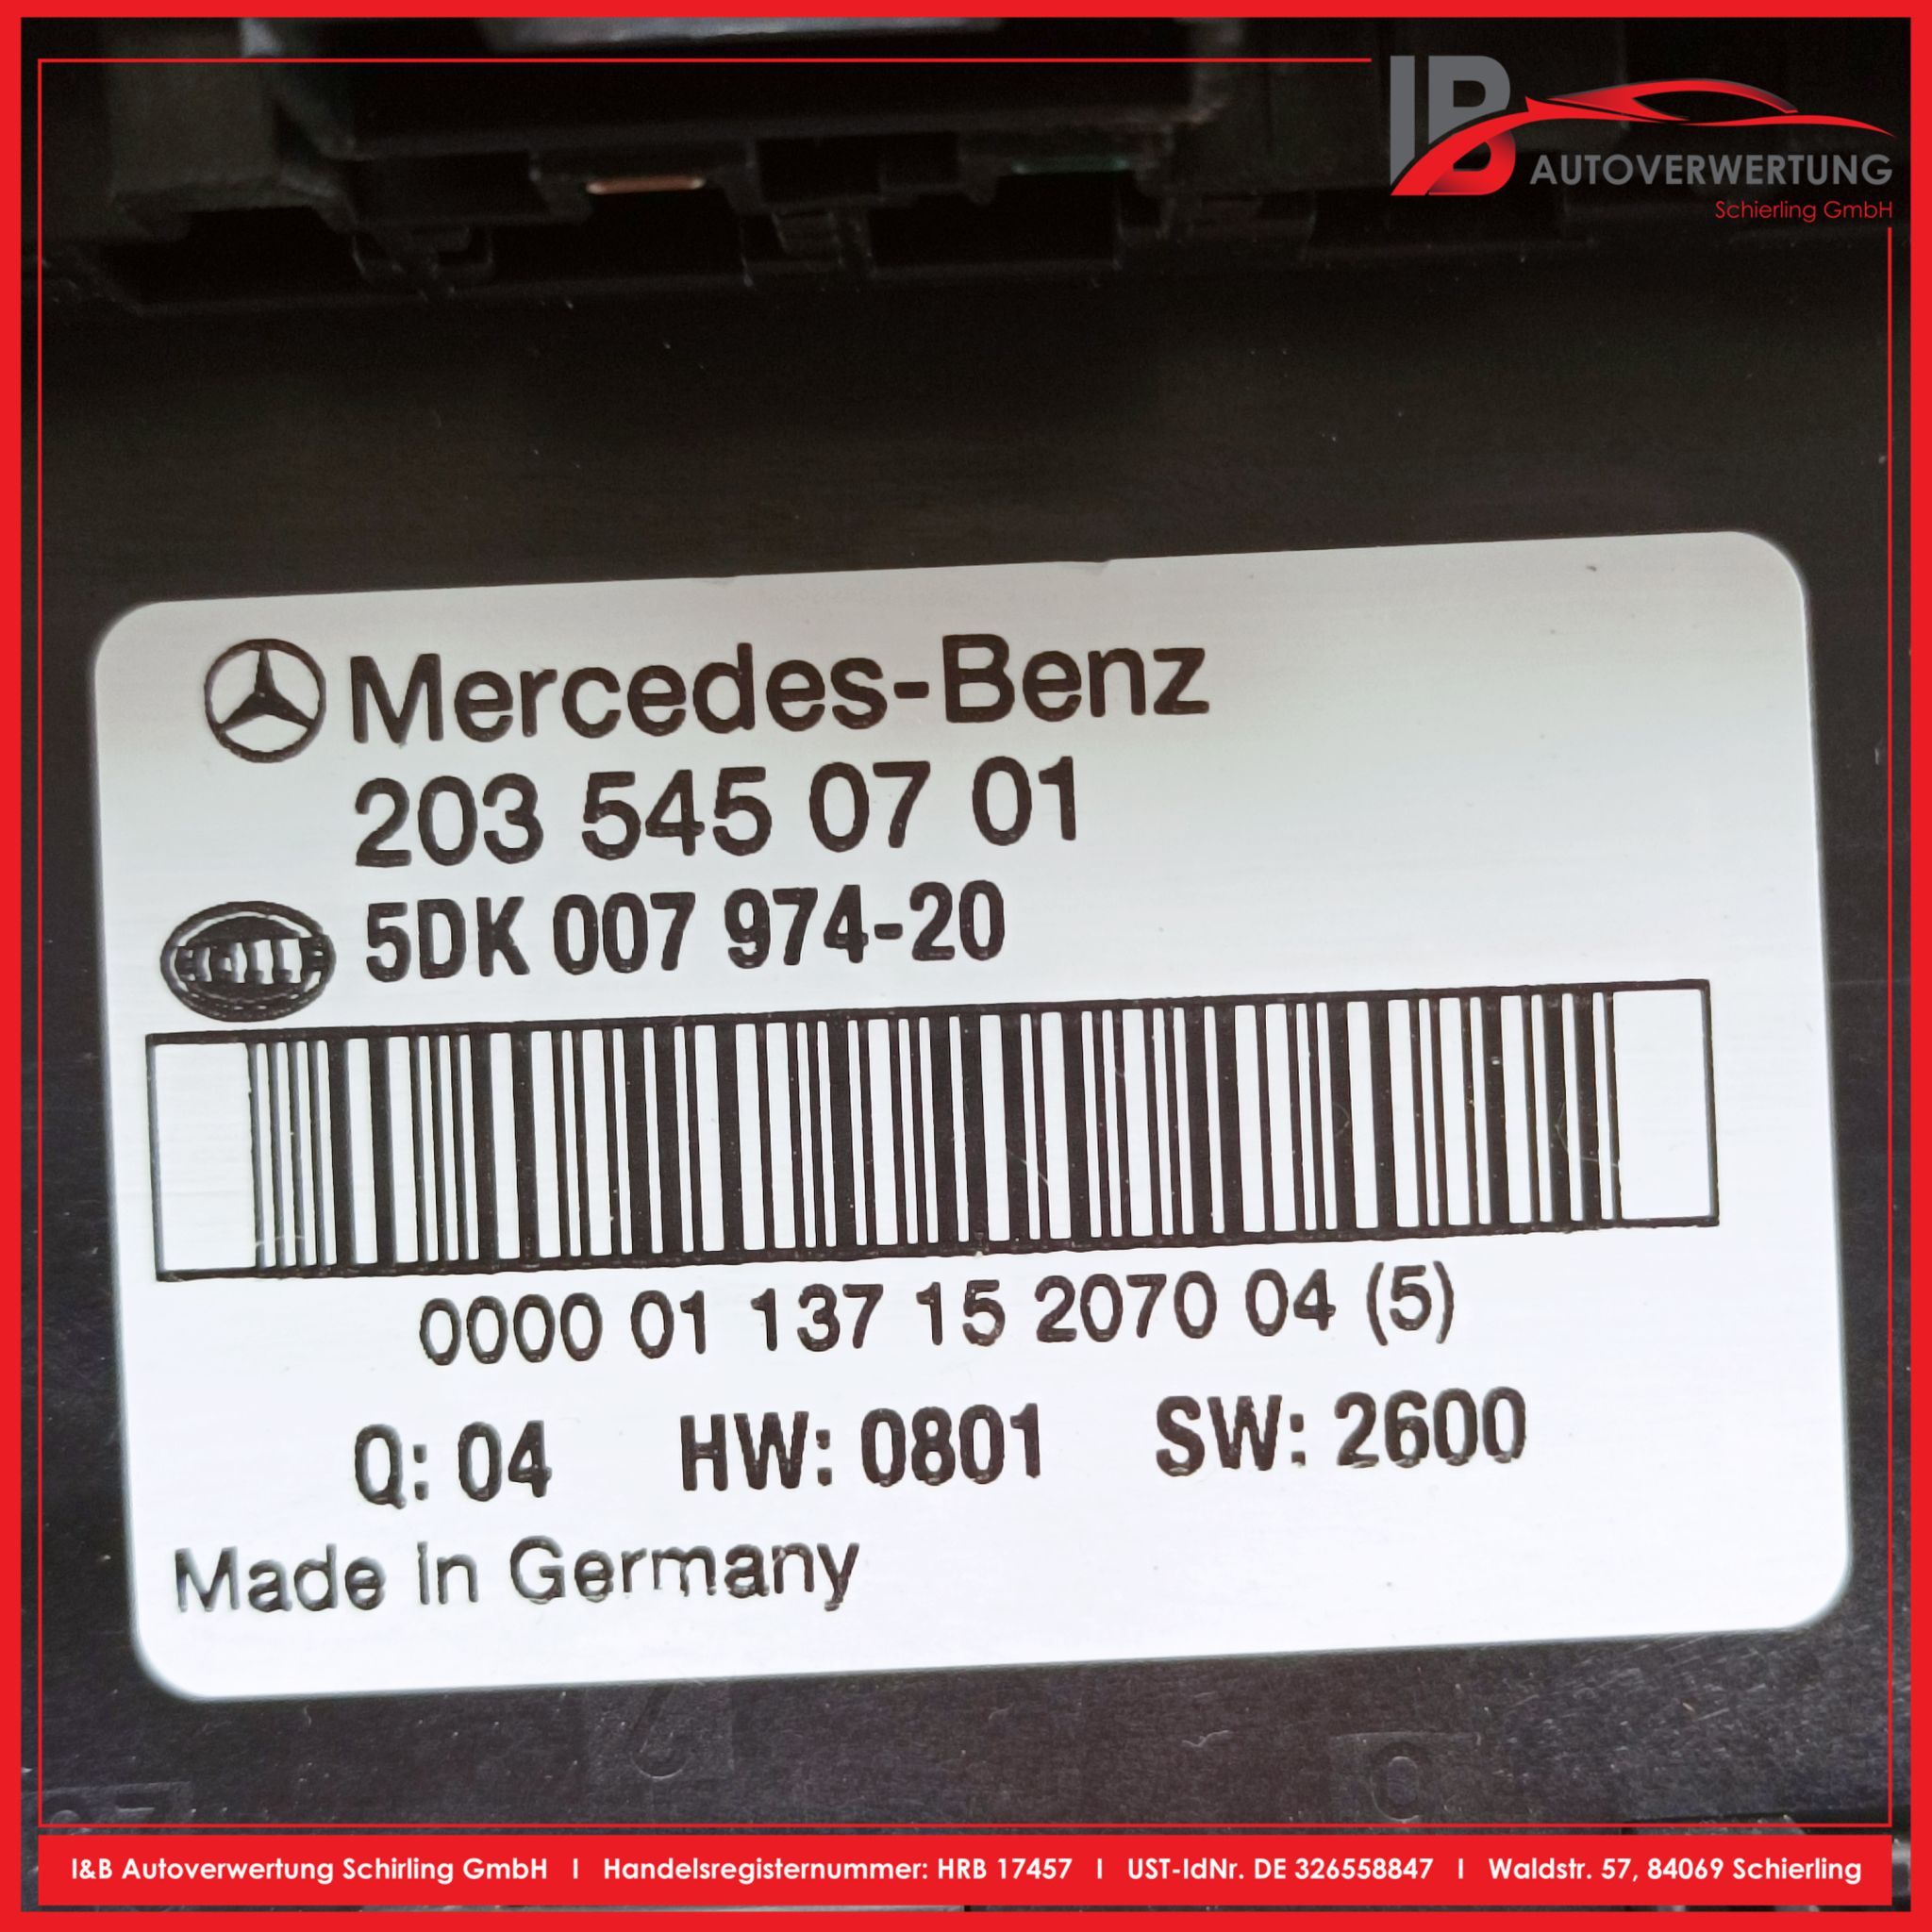 IB
AUTOVERWERTUNG
Schierling GmbH
Mercedes-Benz
203 545 07 01
5DK 007 974-20
0000 01 137 15 2070 04 (5)
Q: 04 HW: 0801 SW: 2600
Made in Germany
I&B Autoverwertung Schirling GmbH I Handelsregisternummer: HRB 17457 I UST-IdNr. DE 326558847 I Waldstr. 57, 84069 Schierling